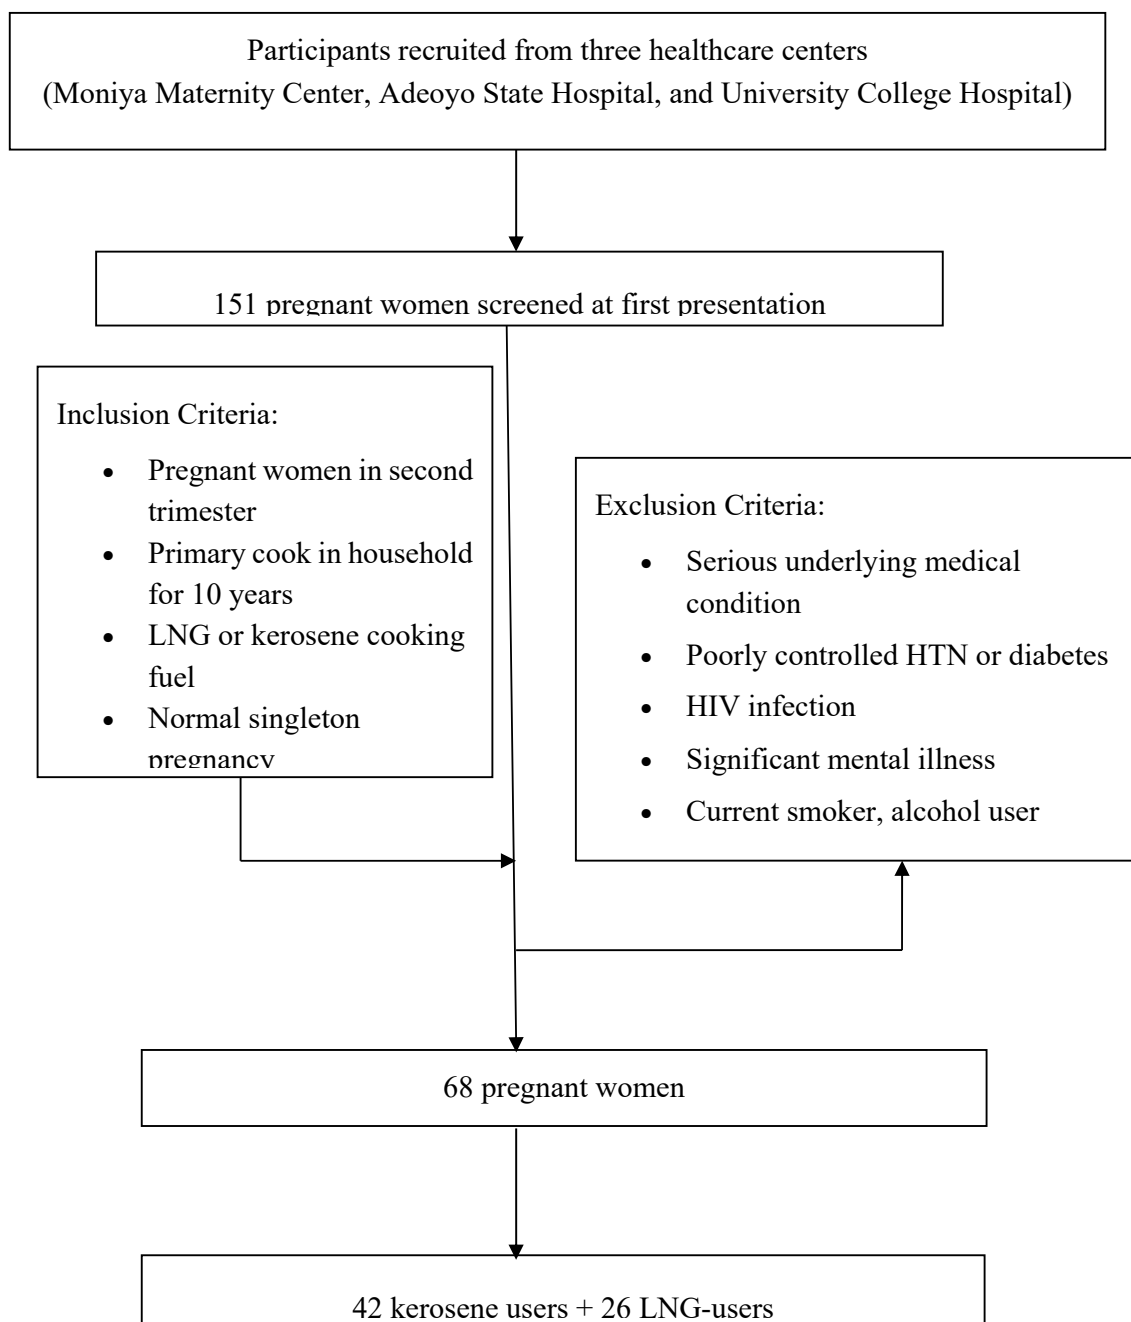 Participants recruited from three healthcare centers
(Moniya Maternity Center, Adeoyo State Hospital, and University College Hospital)
151 pregnant women screened at first presentation
Inclusion Criteria:
• Pregnant women in second
trimester
• Primary cook in household
for 10 years
• LNG or kerosene cooking
fuel
• Normal singleton
pregnancy
Exclusion Criteria:
• Serious underlying medical
condition
• Poorly controlled HTN or diabetes
• HIV infection
• Significant mental illness
• Current smoker, alcohol user
68 pregnant women
42 kerosene users + 26 LNG-users